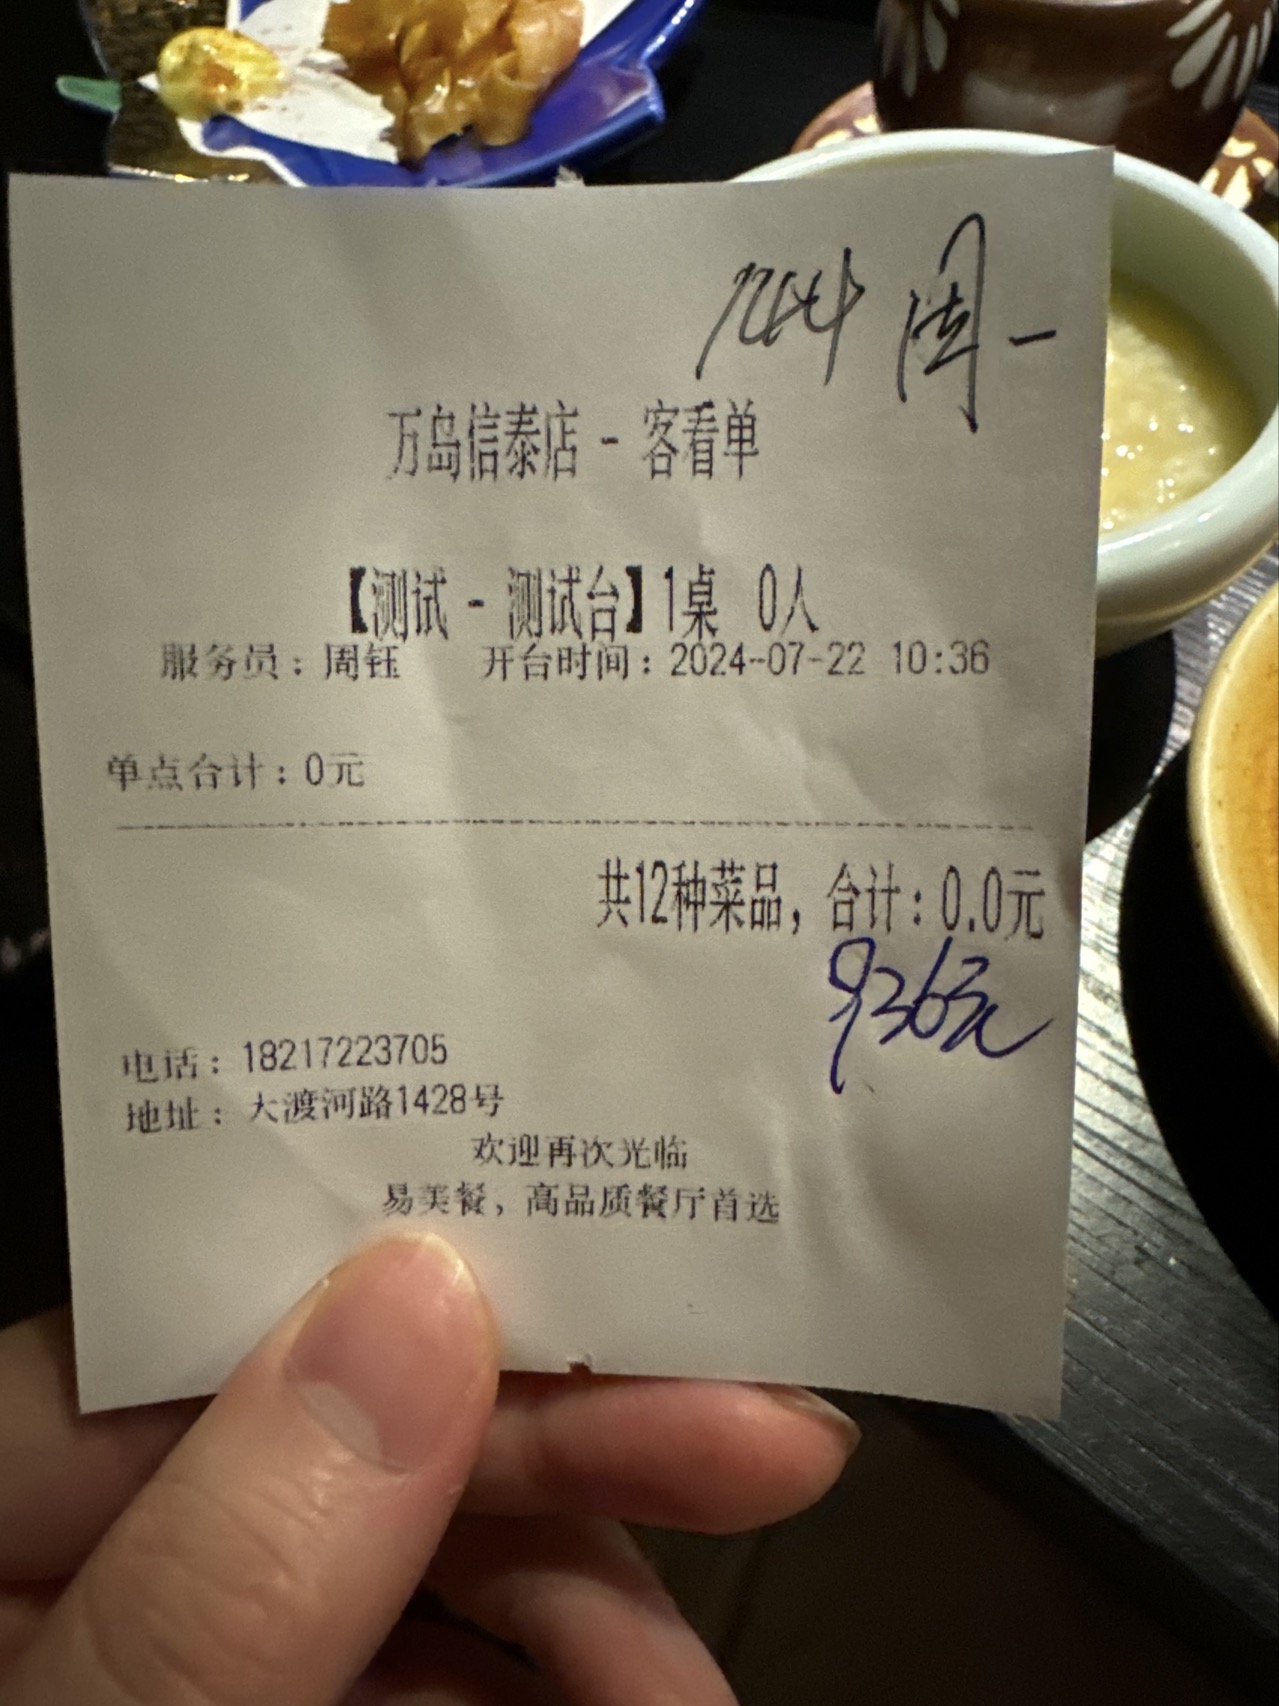 周一
万岛信泰店 - 客看单
【测试 - 测试台】1桌 0人
服务员：周钰 开台时间：2024-07-22 10:36
单点合计：0元
共12种菜品，合计：0.0元
936元
电话：18217223705
地址：大渡河路1428号
欢迎再次光临
易美餐，高品质餐厅首选